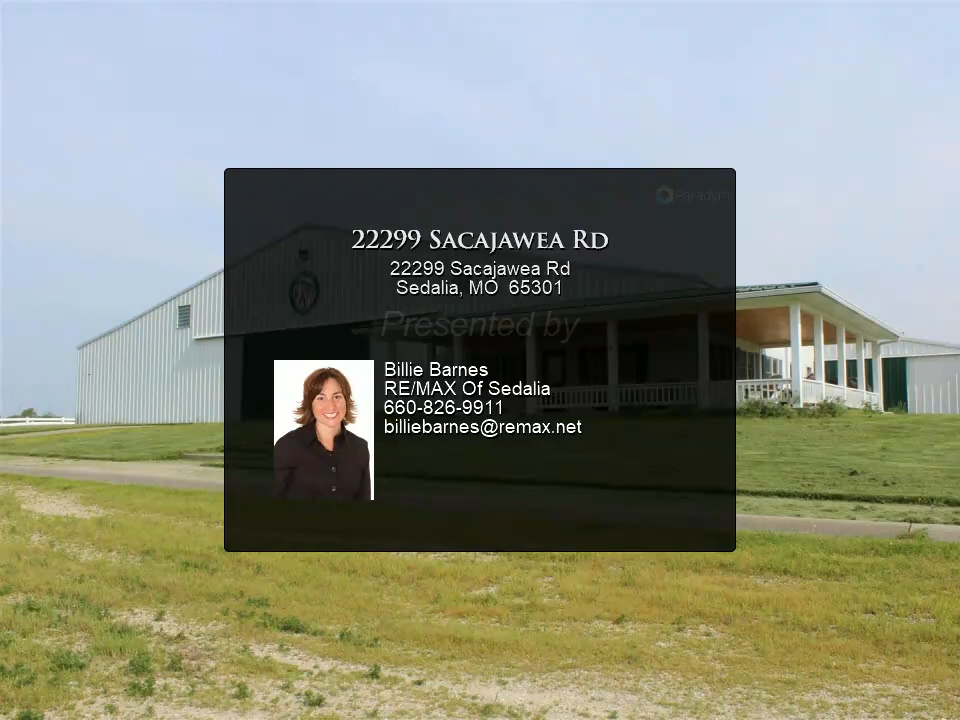 Paradym
22299 Sacajawea Rd
22299 Sacajawea Rd
Sedalia, MO 65301
Presented by
Billie Barnes
RE/MAX Of Sedalia
660-826-9911
billiebarnes@remax.net